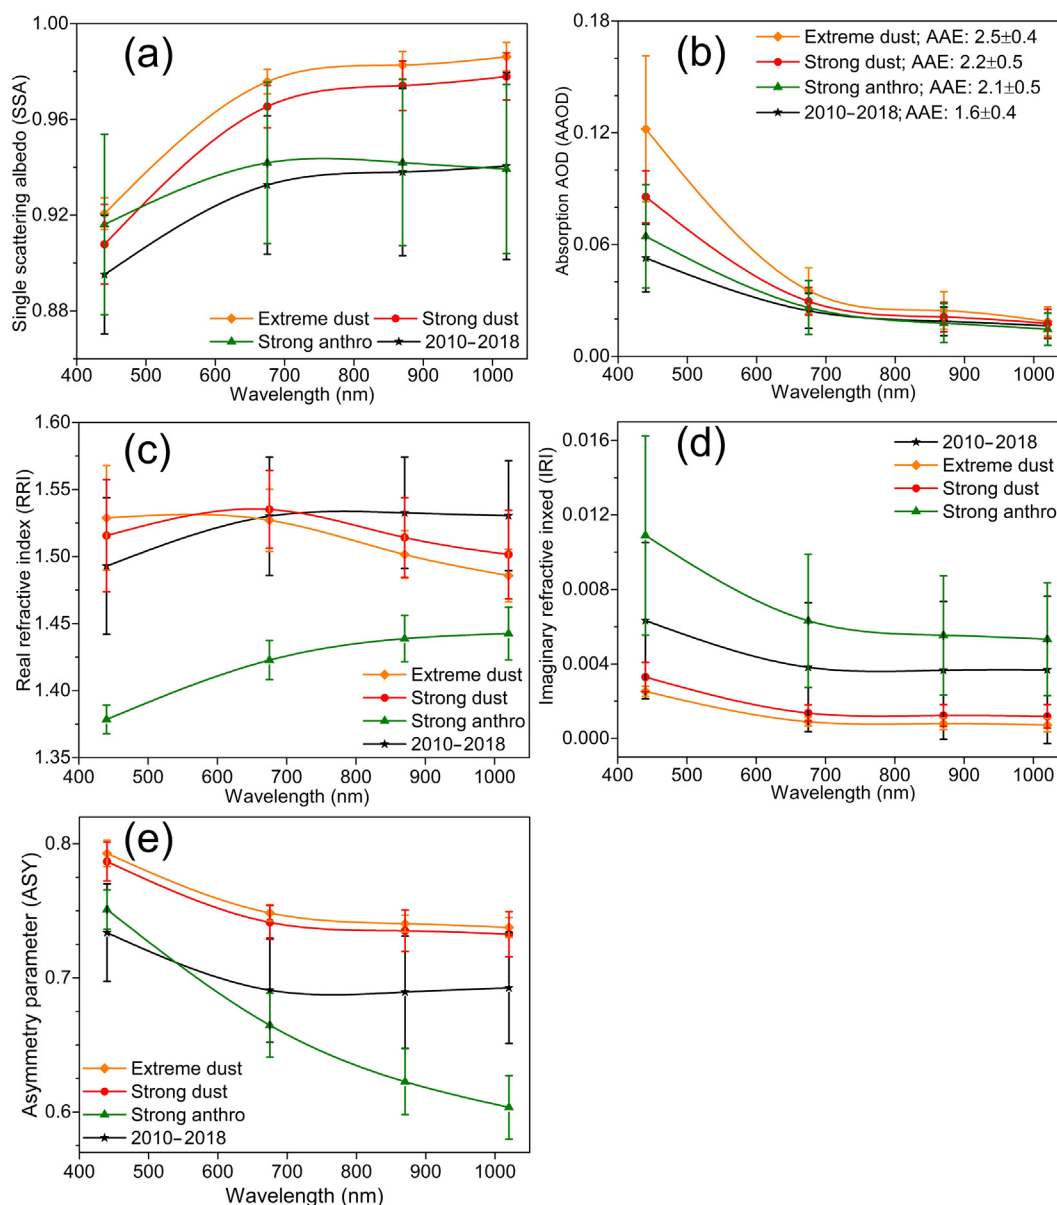 (a)
Single scattering albedo (SSA)
1.00
0.96
0.92
0.88
Extreme dust
Strong dust
Strong anthro
2010–2018
400 500 600 700 800 900 1000
Wavelength (nm)
(b)
Absorption AOD (AAOD)
0.18
0.12
0.06
0.00
Extreme dust; AAE: 2.5±0.4
Strong dust; AAE: 2.2±0.5
Strong anthro; AAE: 2.1±0.5
2010–2018; AAE: 1.6±0.4
400 500 600 700 800 900 1000
Wavelength (nm)
(c)
Real refractive index (RRI)
1.60
1.55
1.50
1.45
1.40
1.35
Extreme dust
Strong dust
Strong anthro
2010–2018
400 500 600 700 800 900 1000
Wavelength (nm)
(d)
Imaginary refractive inxed (IRI)
0.016
0.012
0.008
0.004
0.000
2010–2018
Extreme dust
Strong dust
Strong anthro
400 500 600 700 800 900 1000
Wavelength (nm)
(e)
Asymmetry parameter (ASY)
0.8
0.7
0.6
Extreme dust
Strong dust
Strong anthro
2010–2018
400 500 600 700 800 900 1000
Wavelength (nm)